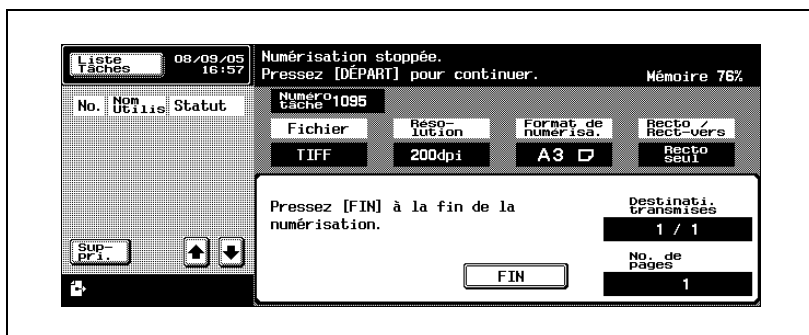 Liste
Tâches
08/09/05
16:57
Numérisation stoppée.
Pressez [DÉPART] pour continuer.
Mémoire 76%
No.
Nom
Utilis
Statut
Numéro
tâche 1095
Fichier
Réso-
lution
Format de
numérisa.
Recto /
Rect-vers
TIFF
200dpi
A3
Recto
seul
Pressez [FIN] à la fin de la
numérisation.
Destinati.
transmises
1 / 1
No. de
pages
1
FIN
Sup-
pri.